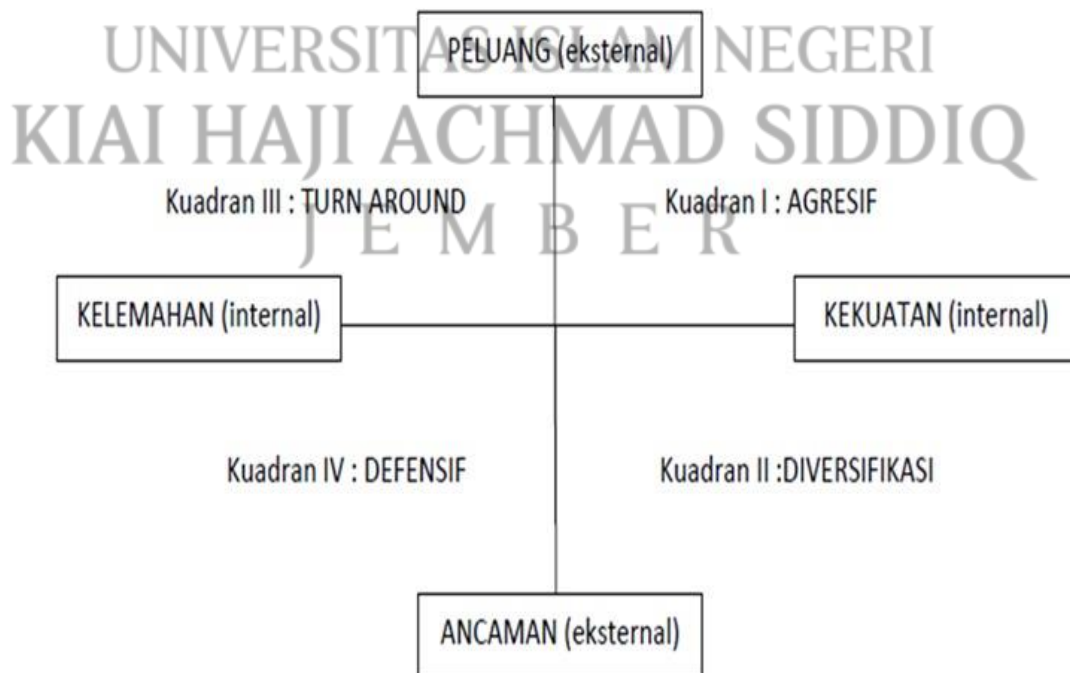 UNIVERSITAS ISLAM NEGERI
PELUANG (eksternal)
KIAI HAJI ACHMAD SIDDIQ
Kuadran III : TURN AROUND
Kuadran I : AGRESIF
JEMBER
KELEMAHAN (internal)
KEKUATAN (internal)
Kuadran IV : DEFENSIF
Kuadran II :DIVERSIFIKASI
ANCAMAN (eksternal)